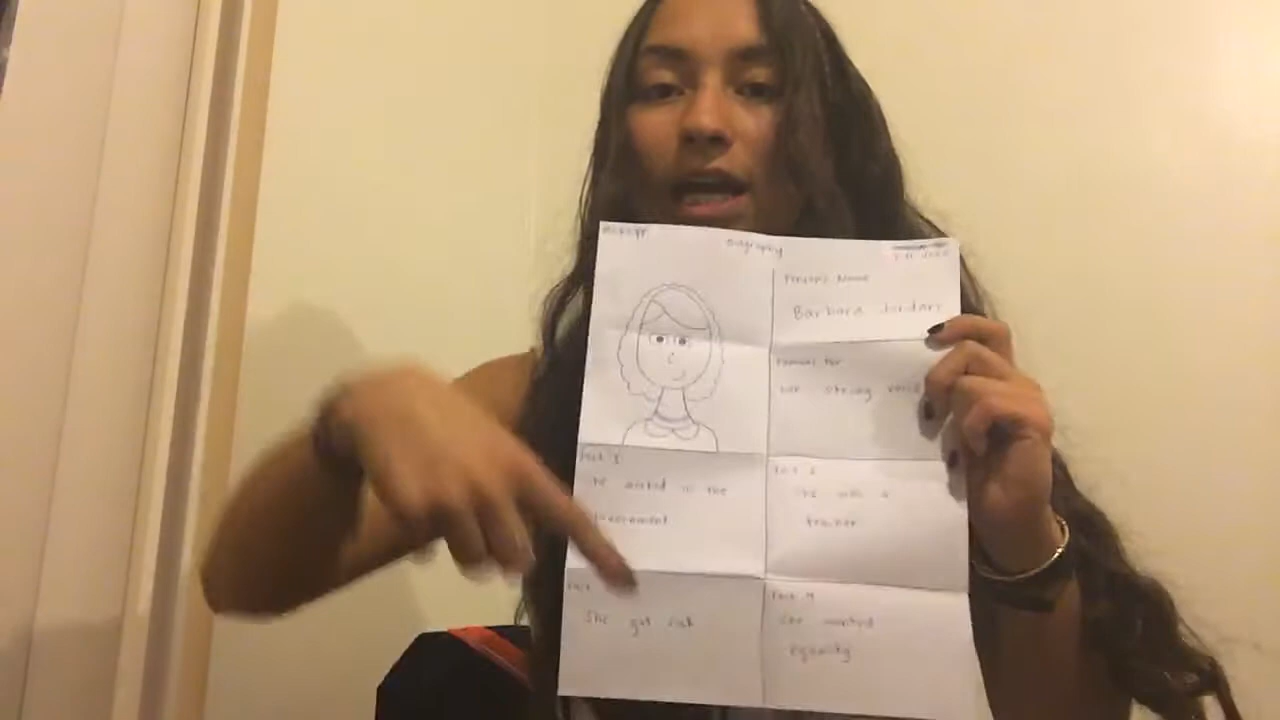 Biography
Person's Name
Barbara Jordan
Famous for
her strong voice
Fact 1
worked in the
government
Fact 2
She was a
teacher
Fact
She got sick
Fact 4
She wanted
equality